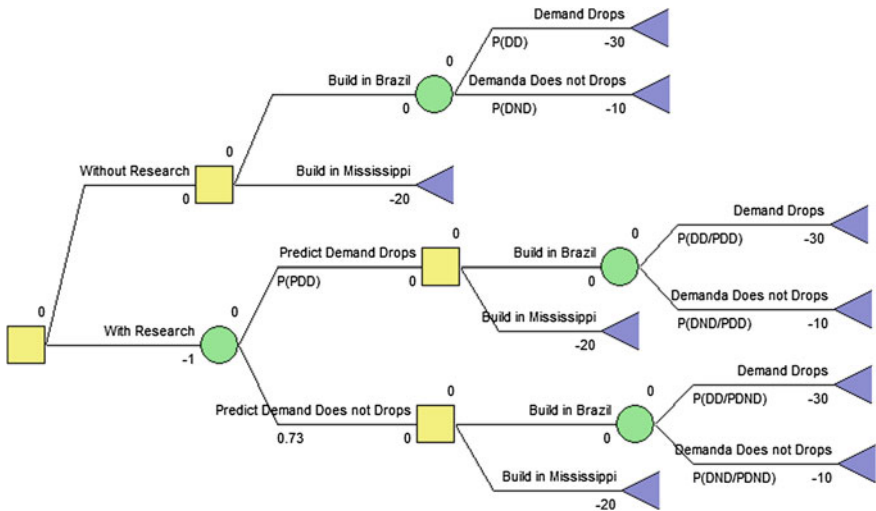 Demand Drops
P(DD) -30
0
Build in Brazil
0
Demanda Does not Drops
P(DND) -10
0
Without Research
0
Build in Mississippi
-20
Demand Drops
P(DD/PDD) -30
0
Predict Demand Drops
P(PDD) 0
0
Build in Brazil
0
Demanda Does not Drops
P(DND/PDD) -10
0
With Research
-1
0
Build in Mississippi
-20
Demand Drops
P(DD/PDND) -30
0
Predict Demand Does not Drops
0.73 0
0
Build in Brazil
0
Demanda Does not Drops
P(DND/PDND) -10
Build in Mississippi
-20